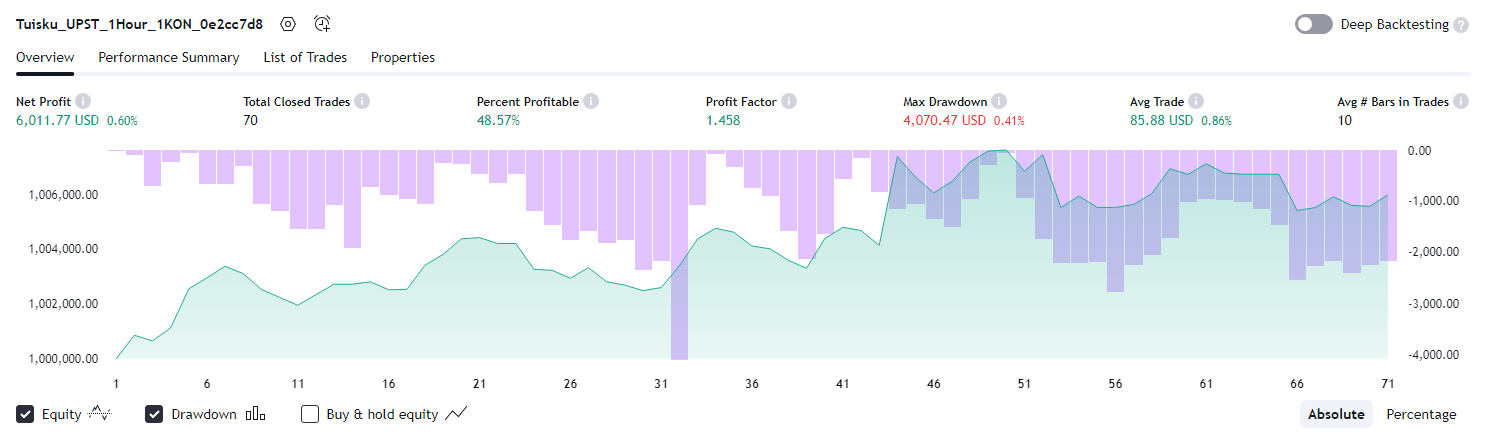 Tuisku_UPST_1Hour_1KON_0e2cc7d8 Deep Backtesting ?
Overview Performance Summary List of Trades Properties
Net Profit i Total Closed Trades i Percent Profitable i Profit Factor i Max Drawdown i Avg Trade i Avg # Bars in Trades i
6,011.77 USD 0.60% 70 48.57% 1.458 4,070.47 USD 0.41% 85.88 USD 0.86% 10
0.00
1,006,000.00 -1,000.00
1,004,000.00 -2,000.00
1,002,000.00 -3,000.00
1,000,000.00 -4,000.00
1 6 11 16 21 26 31 36 41 46 51 56 61 66 71
Equity Drawdown Buy & hold equity Absolute Percentage